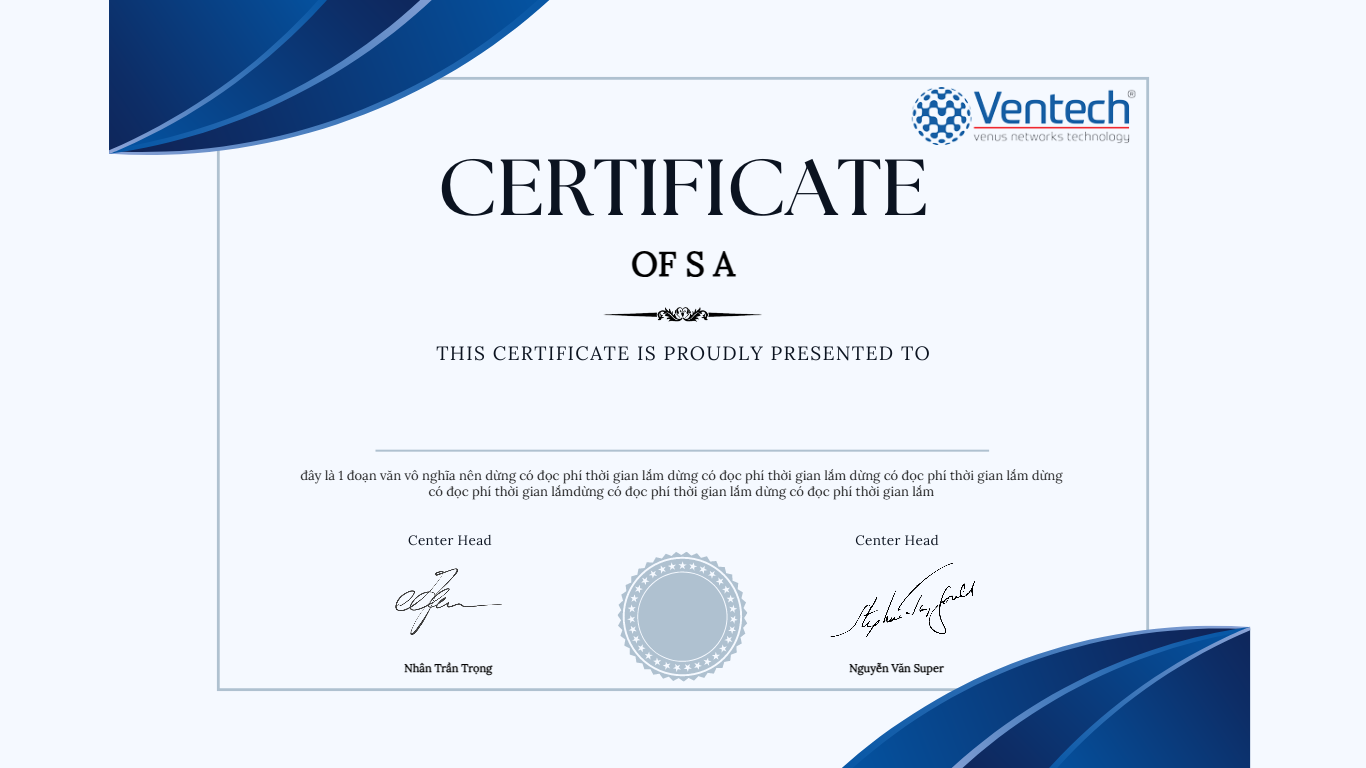 Ventech®
venus networks technology
CERTIFICATE
OF S A
THIS CERTIFICATE IS PROUDLY PRESENTED TO
đây là 1 đoạn văn vô nghĩa nên dừng có đọc phí thời gian lắm dừng có đọc phí thời gian lắm dừng có đọc phí thời gian lắm dừng
có đọc phí thời gian lắmdừng có đọc phí thời gian lắm dừng có đọc phí thời gian lắm
Center Head
Center Head
Nhân Trần Trọng
Nguyễn Văn Super